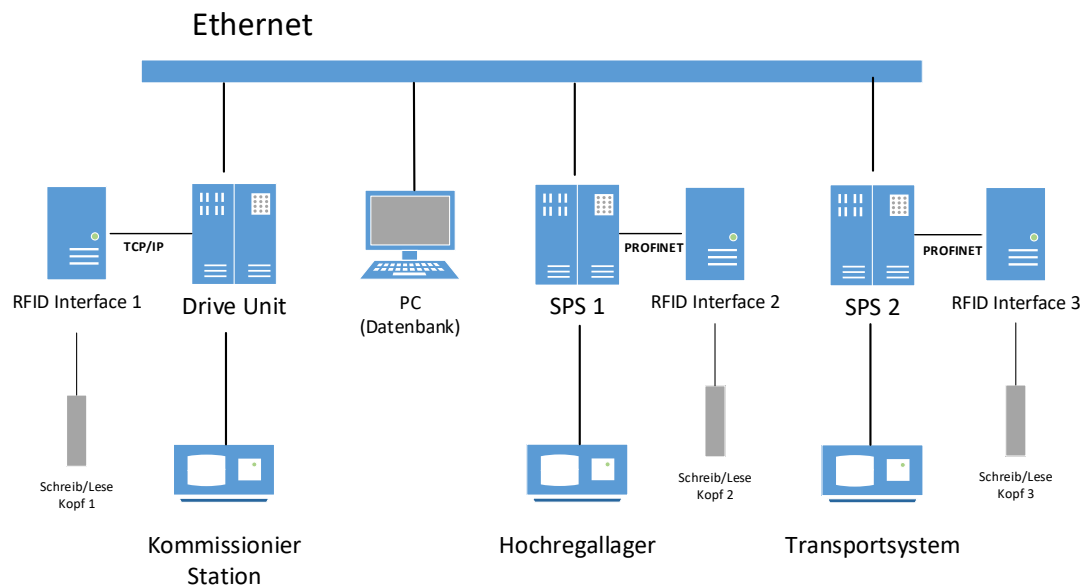 Ethernet
TCP/IP
PROFINET
PROFINET
RFID Interface 1
Drive Unit
PC
(Datenbank)
SPS 1
RFID Interface 2
SPS 2
RFID Interface 3
Schreib/Lese
Kopf 1
Schreib/Lese
Kopf 2
Schreib/Lese
Kopf 3
Kommissionier
Station
Hochregallager
Transportsystem